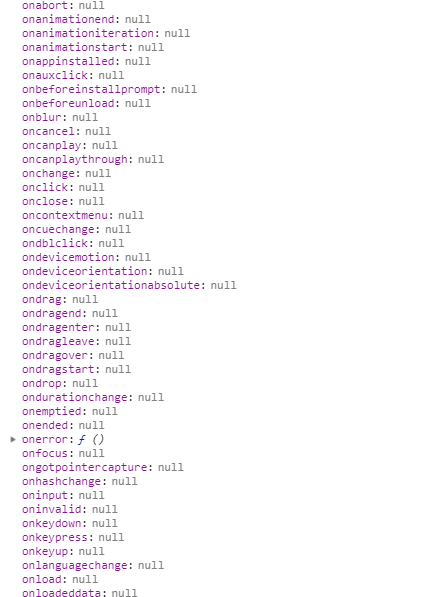 onabort: null
onanimationend: null
onanimationiteration: null
onanimationstart: null
onappinstalled: null
onauxclick: null
onbeforeinstallprompt: null
onbeforeunload: null
onblur: null
oncancel: null
oncanplay: null
oncanplaythrough: null
onchange: null
onclick: null
onclose: null
oncontextmenu: null
oncuechange: null
ondblclick: null
ondevicemotion: null
ondeviceorientation: null
ondeviceorientationabsolute: null
ondrag: null
ondragend: null
ondragenter: null
ondragleave: null
ondragover: null
ondragstart: null
ondrop: null
ondurationchange: null
onemptied: null
onended: null
onerror: ƒ ()
onfocus: null
ongotpointercapture: null
onhashchange: null
oninput: null
oninvalid: null
onkeydown: null
onkeypress: null
onkeyup: null
onlanguagechange: null
onload: null
onloadeddata: null